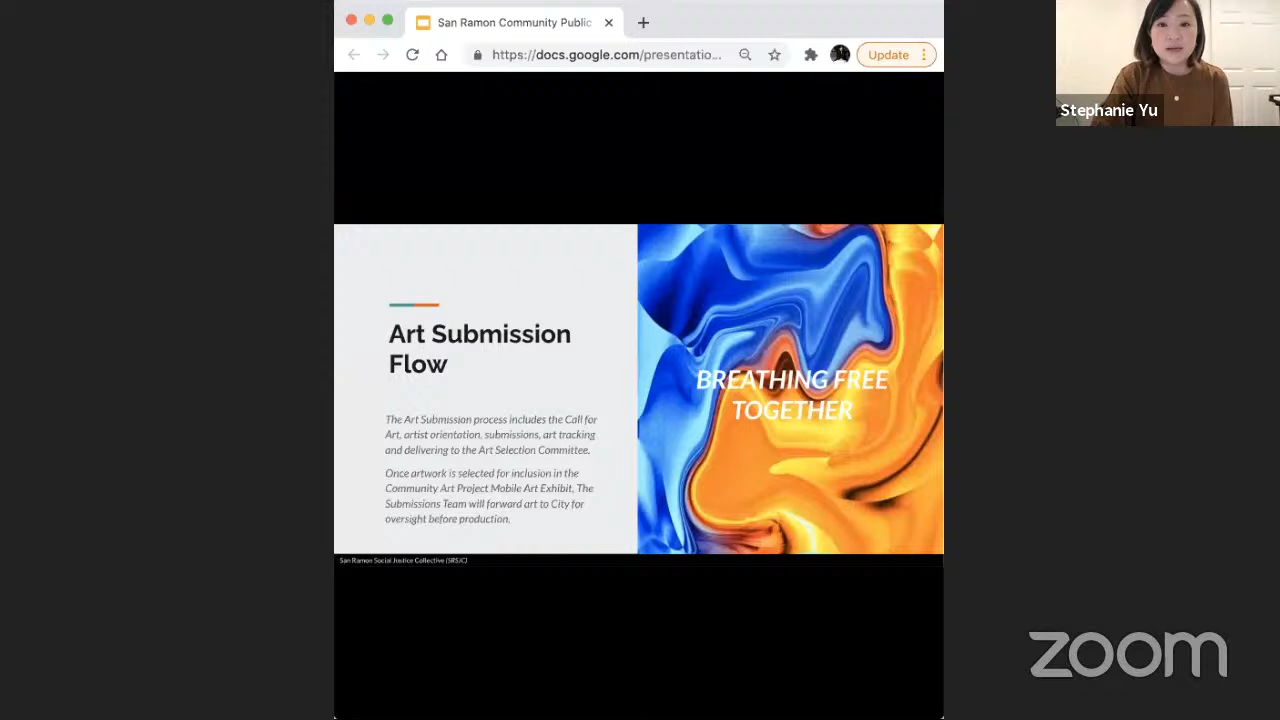 San Ramon Community Public
https://docs.google.com/presentatio...
Update
Stephanie Yu
Art Submission
Flow
The Art Submission process includes the Call for
Art, artist orientation, submissions, art tracking
and delivering to the Art Selection Committee.
Once artwork is selected for inclusion in the
Community Art Project Mobile Art Exhibit, The
Submissions Team will forward art to City for
oversight before production.
BREATHING FREE
TOGETHER
San Ramon Social Justice Collective (SRSJC)
zoom